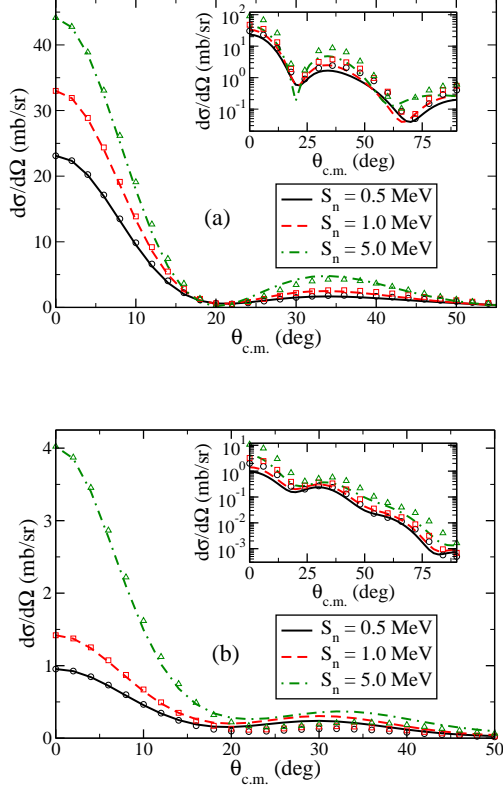 40
30
20
10
0
dσ/dΩ (mb/sr)
0 10 20 30 40 50
θc.m. (deg)
10²
10¹
10⁰
10⁻¹
dσ/dΩ (mb/sr)
0 25 50 75
θc.m. (deg)
(a)
Sn = 0.5 MeV
Sn = 1.0 MeV
Sn = 5.0 MeV
4
3
2
1
0
dσ/dΩ (mb/sr)
0 10 20 30 40 50
θc.m. (deg)
10¹
10⁰
10⁻¹
10⁻²
10⁻³
dσ/dΩ (mb/sr)
0 25 50 75
θc.m. (deg)
(b)
Sn = 0.5 MeV
Sn = 1.0 MeV
Sn = 5.0 MeV